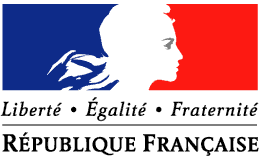 Liberté • Égalité • Fraternité
RÉPUBLIQUE FRANÇAISE